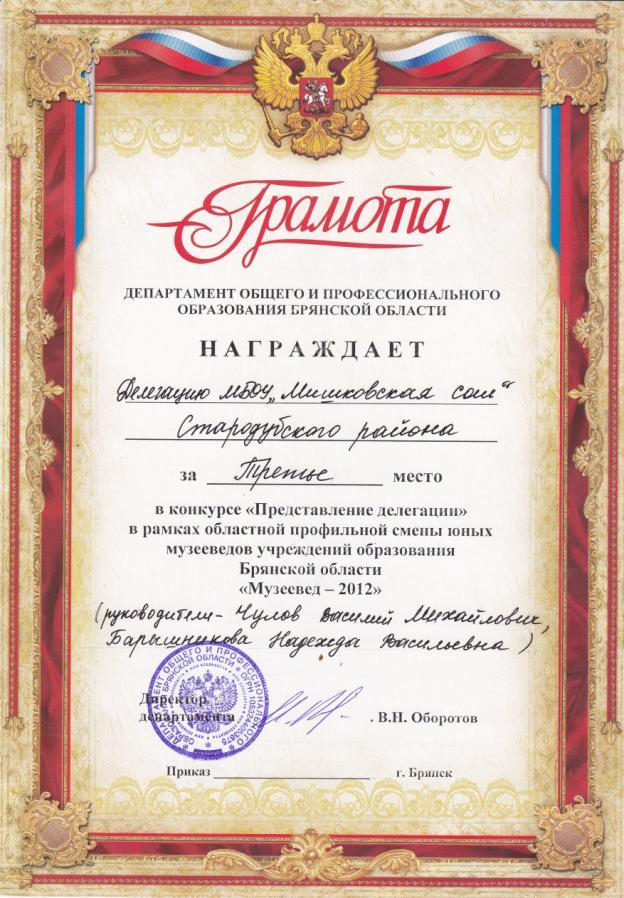 Грамота
ДЕПАРТАМЕНТ ОБЩЕГО И ПРОФЕССИОНАЛЬНОГО
ОБРАЗОВАНИЯ БРЯНСКОЙ ОБЛАСТИ
НАГРАЖДАЕТ
Делегацию МБОУ „Мишковская сош“
Стародубского района
за Третье место
в конкурсе «Представление делегации»
в рамках областной профильной смены юных
музееведов учреждений образования
Брянской области
«Музеевед – 2012»
(руководители- Чулов Василий Михайлович,
Барышникова Надежда Васильевна)
Директор
департамента . В.Н. Оборотов
Приказ г. Брянск